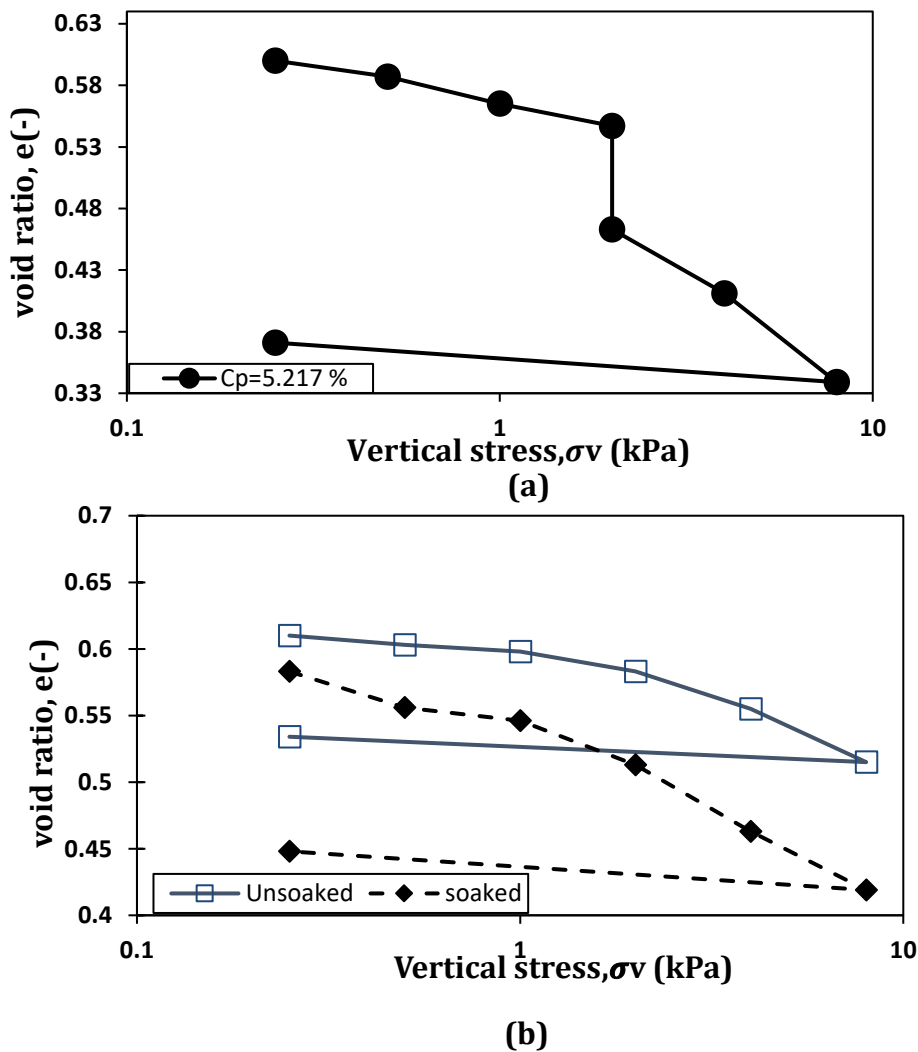 void ratio, e(-)
0.63
0.58
0.53
0.48
0.43
0.38
0.33
Cp=5.217 %
0.1
1
10
Vertical stress,σv (kPa)
(a)
void ratio, e(-)
0.7
0.65
0.6
0.55
0.5
0.45
0.4
Unsoaked soaked
0.1
1
10
Vertical stress,σv (kPa)
(b)